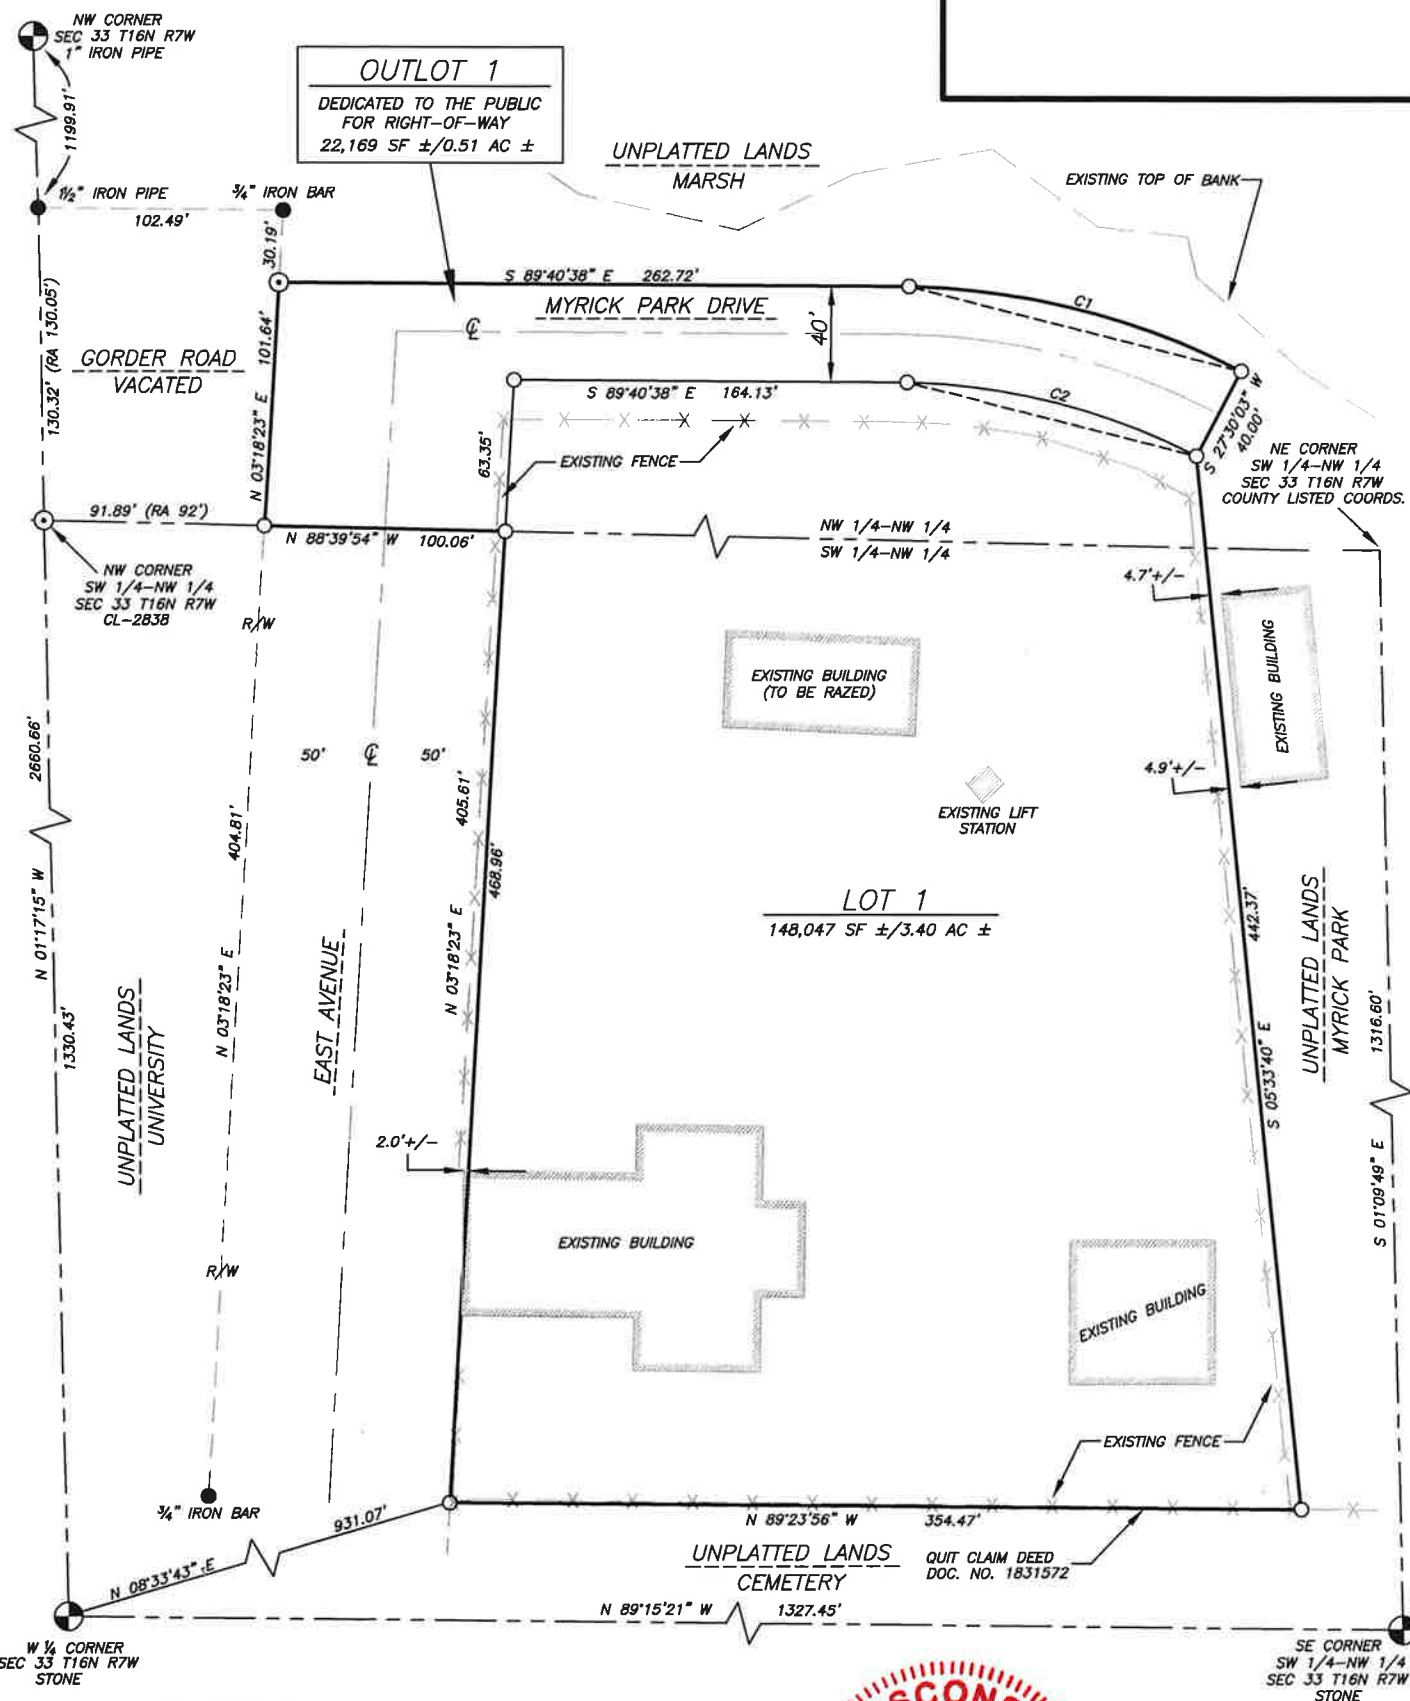 NW CORNER
SEC 33 T16N R7W
1" IRON PIPE
1199.91'
OUTLOT 1
DEDICATED TO THE PUBLIC
FOR RIGHT-OF-WAY
22,169 SF ±/0.51 AC ±
UNPLATTED LANDS
MARSH
EXISTING TOP OF BANK
1½" IRON PIPE
¾" IRON BAR
102.49'
30.19'
S 89°40'38" E 262.72'
C1
MYRICK PARK DRIVE
℄
40'
130.32' (RA 130.05')
GORDER ROAD
VACATED
N 03°18'23" E 101.64'
S 89°40'38" E 164.13'
C2
S 27°30'03" W
40.00'
63.35'
EXISTING FENCE
NE CORNER
SW 1/4-NW 1/4
SEC 33 T16N R7W
COUNTY LISTED COORDS.
91.89' (RA 92')
N 88°39'54" W 100.06'
NW 1/4-NW 1/4
SW 1/4-NW 1/4
NW CORNER
SW 1/4-NW 1/4
SEC 33 T16N R7W
CL-2838
R/W
4.7'+/-
EXISTING BUILDING
(TO BE RAZED)
EXISTING BUILDING
50' ℄ 50'
4.9'+/-
EXISTING LIFT
STATION
2660.66'
404.81'
405.61'
468.96'
LOT 1
148,047 SF ±/3.40 AC ±
442.37'
UNPLATTED LANDS
MYRICK PARK
N 01°17'15" W
1330.43'
UNPLATTED LANDS
UNIVERSITY
N 03°18'23" E
EAST AVENUE
N 03°18'23" E
S 05°33'40" E
1316.60'
S 01°09'49" E
2.0'+/-
EXISTING BUILDING
R/W
EXISTING BUILDING
EXISTING FENCE
¾" IRON BAR
931.07'
N 08°33'43" E
N 89°23'56" W 354.47'
UNPLATTED LANDS
CEMETERY
QUIT CLAIM DEED
DOC. NO. 1831572
N 89°15'21" W 1327.45'
W ¼ CORNER
SEC 33 T16N R7W
STONE
SE CORNER
SW 1/4-NW 1/4
SEC 33 T16N R7W
STONE